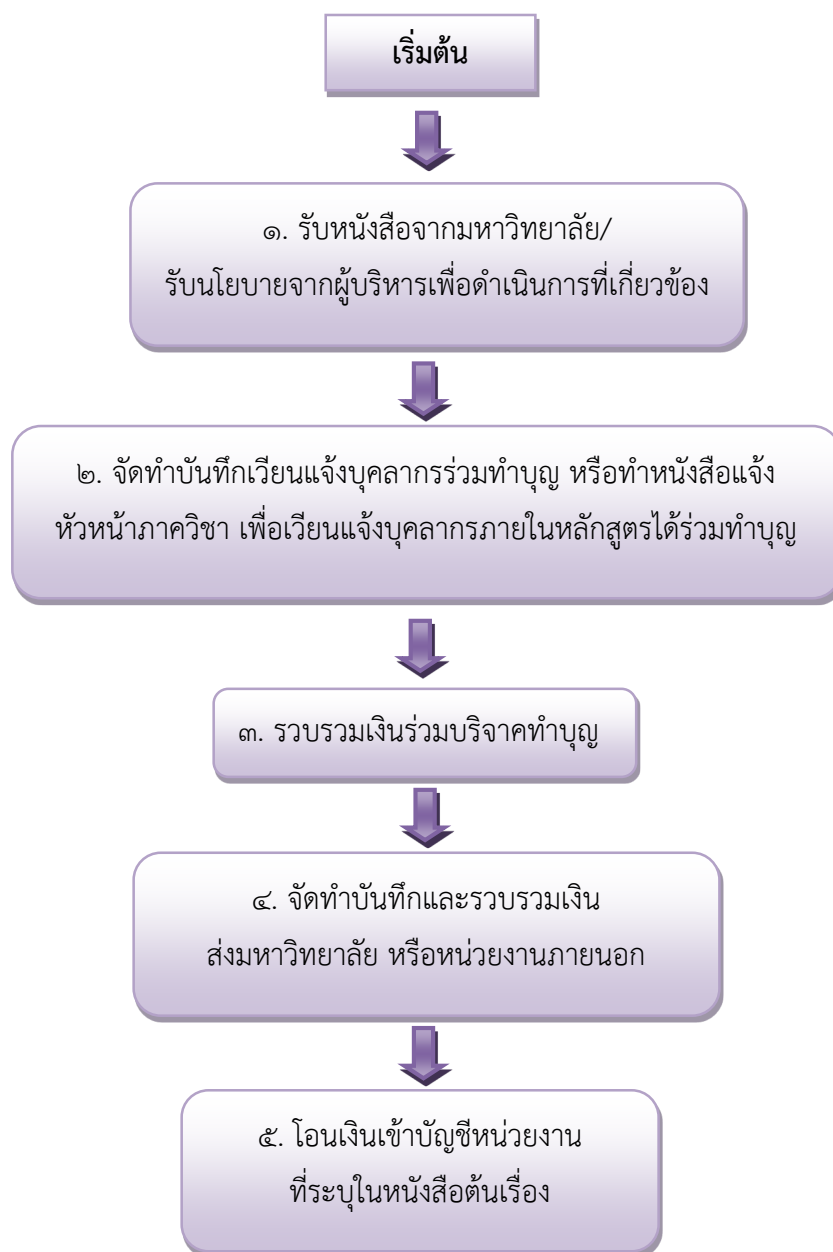 เริ่มต้น
๑. รับหนังสือจากมหาวิทยาลัย/
รับนโยบายจากผู้บริหารเพื่อดำเนินการที่เกี่ยวข้อง
๒. จัดทำบันทึกเวียนแจ้งบุคลากรร่วมทำบุญ หรือทำหนังสือแจ้ง
หัวหน้าภาควิชา เพื่อเวียนแจ้งบุคลากรภายในหลักสูตรได้ร่วมทำบุญ
๓. รวบรวมเงินร่วมบริจาคทำบุญ
๔. จัดทำบันทึกและรวบรวมเงิน
ส่งมหาวิทยาลัย หรือหน่วยงานภายนอก
๕. โอนเงินเข้าบัญชีหน่วยงาน
ที่ระบุในหนังสือต้นเรื่อง